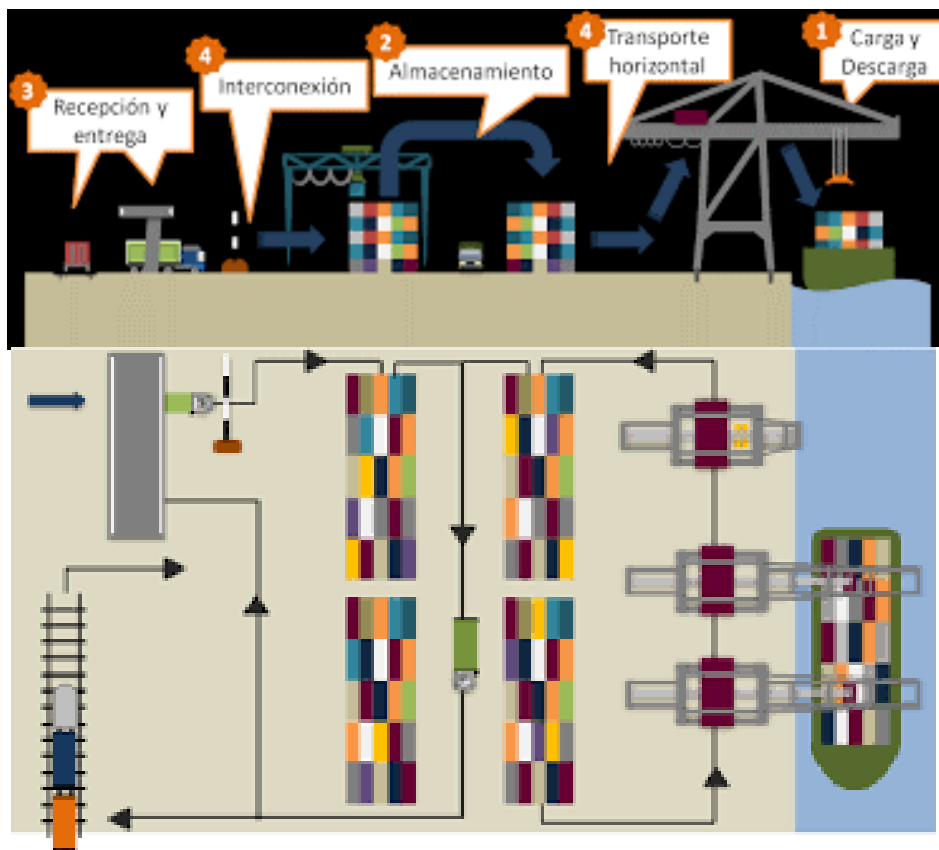 3
Recepción y
entrega
4
Interconexión
2
Almacenamiento
4
Transporte
horizontal
1
Carga y
Descarga